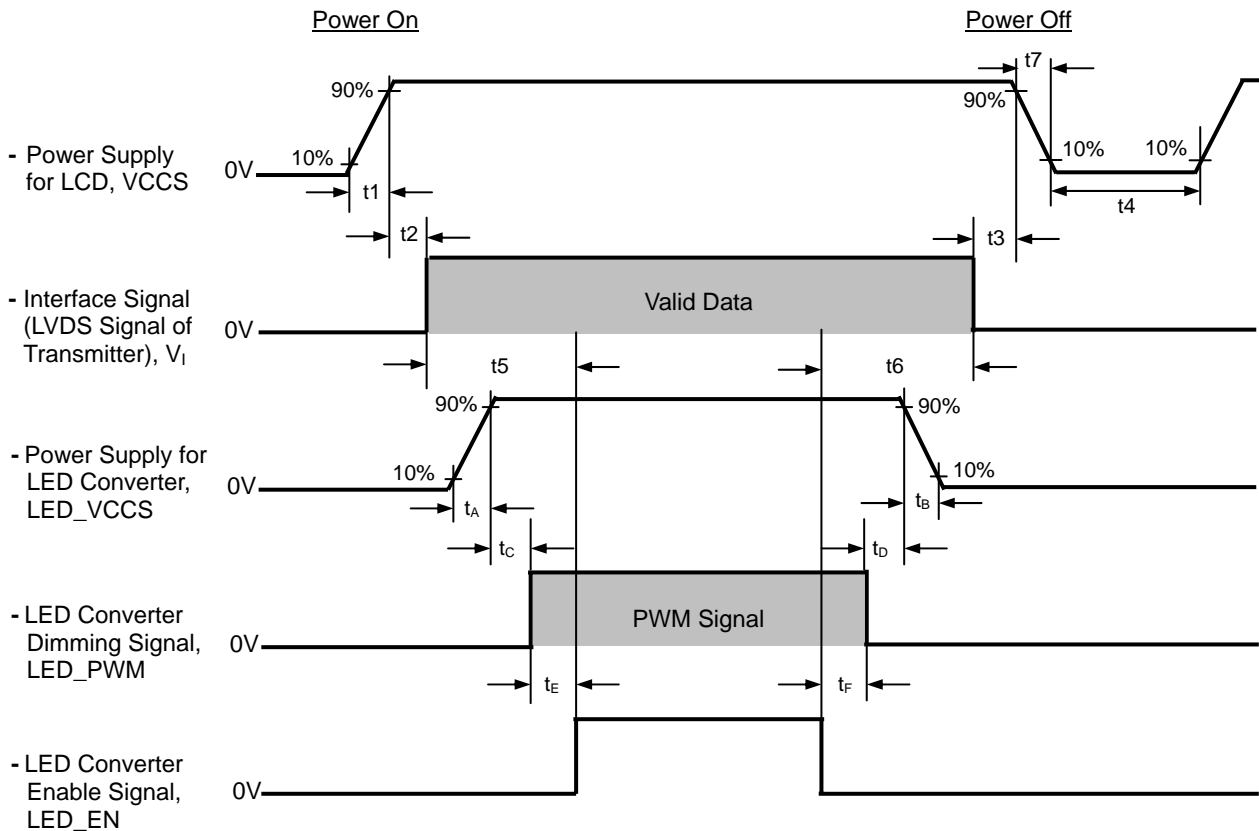 Power On
Power Off
t7
90%
90%
10%
10%
10%
- Power Supply
for LCD, VCCS
0V
t1
t4
t2
t3
- Interface Signal
(LVDS Signal of
Transmitter), VI
0V
Valid Data
t5
t6
90%
90%
- Power Supply for
LED Converter,
LED_VCCS
0V
10%
10%
tA
tB
tC
tD
- LED Converter
Dimming Signal,
LED_PWM
0V
PWM Signal
tE
tF
- LED Converter
Enable Signal,
LED_EN
0V